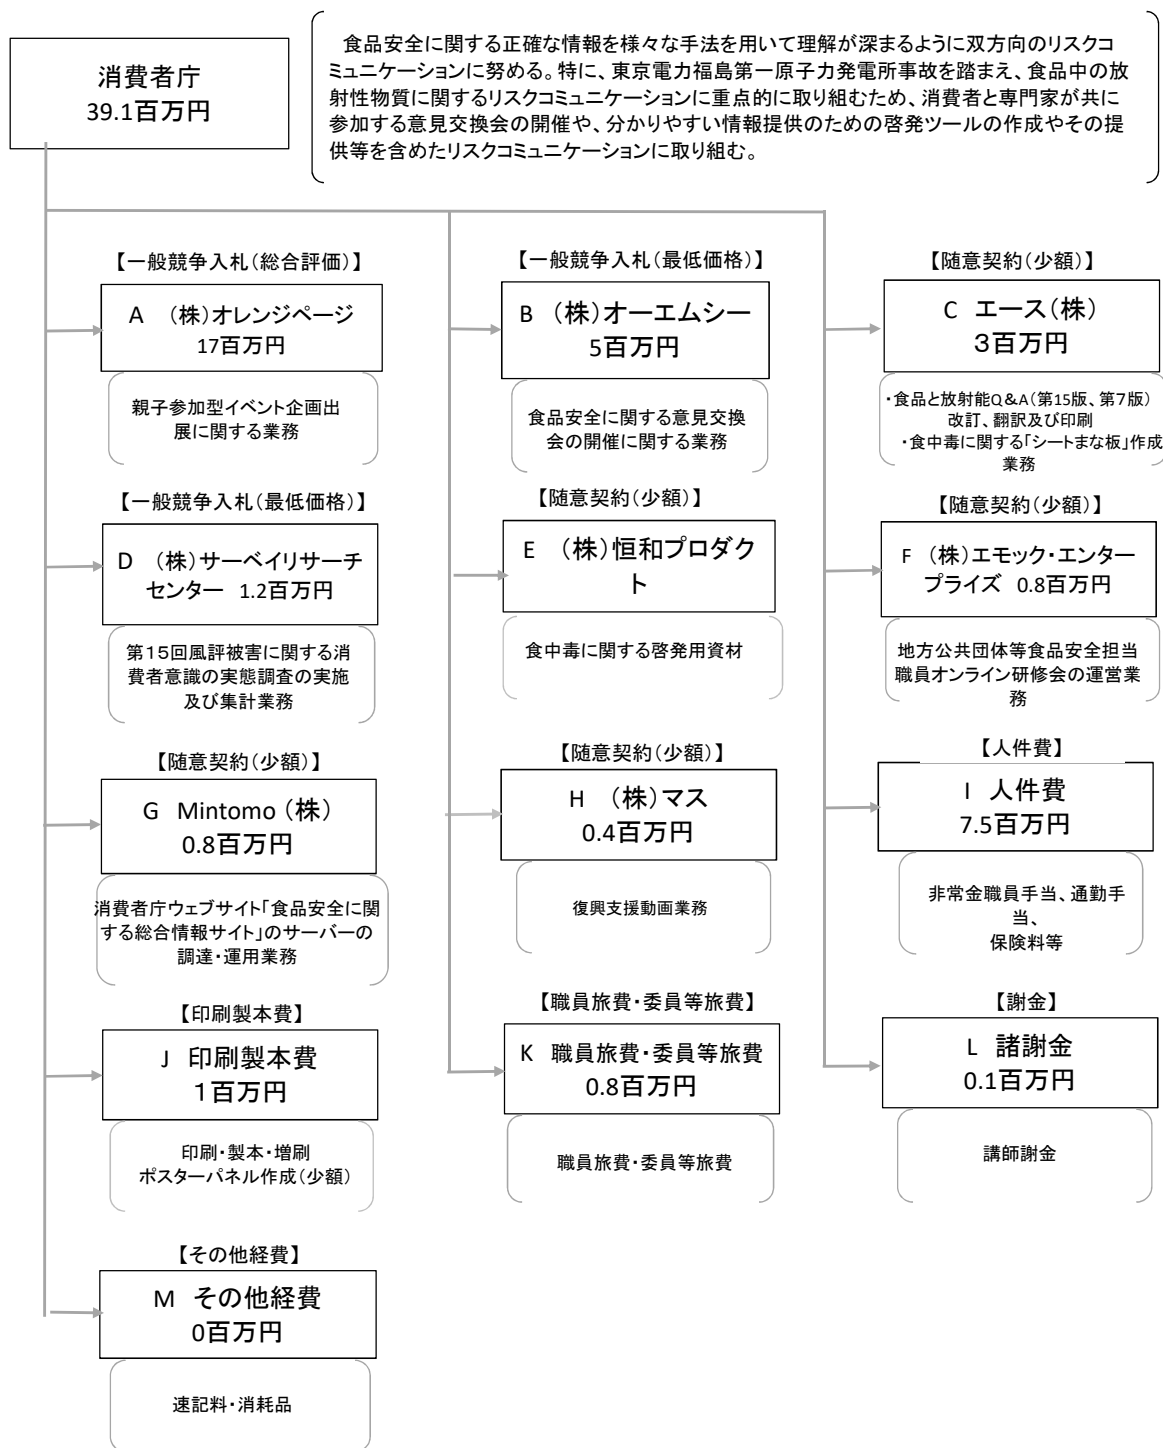 消費者庁
39.1百万円
食品安全に関する正確な情報を様々な手法を用いて理解が深まるように双方向のリスクコ
ミュニケーションに努める。特に、東京電力福島第一原子力発電所事故を踏まえ、食品中の放
射性物質に関するリスクコミュニケーションに重点的に取り組むため、消費者と専門家が共に
参加する意見交換会の開催や、分かりやすい情報提供のための啓発ツールの作成やその提
供等を含めたリスクコミュニケーションに取り組む。
【一般競争入札(総合評価)】
A (株)オレンジページ
17百万円
親子参加型イベント企画出
展に関する業務
【一般競争入札(最低価格)】
B (株)オーエムシー
5百万円
食品安全に関する意見交換
会の開催に関する業務
【随意契約(少額)】
C エース(株)
3百万円
・食品と放射能Q&A(第15版、第7版)
改訂、翻訳及び印刷
・食中毒に関する「シートまな板」作成
業務
【一般競争入札(最低価格)】
D (株)サーベイリサーチ
センター 1.2百万円
第15回風評被害に関する消
費者意識の実態調査の実施
及び集計業務
【随意契約(少額)】
E (株)恒和プロダク
ト
食中毒に関する啓発用資材
【随意契約(少額)】
F (株)エモック・エンター
プライズ 0.8百万円
地方公共団体等食品安全担当
職員オンライン研修会の運営業
務
【随意契約(少額)】
G Mintomo(株)
0.8百万円
消費者庁ウェブサイト「食品安全に関
する総合情報サイト」のサーバーの
調達・運用業務
【随意契約(少額)】
H (株)マス
0.4百万円
復興支援動画業務
【人件費】
I 人件費
7.5百万円
非常金職員手当、通勤手
当、
保険料等
【印刷製本費】
J 印刷製本費
1百万円
印刷・製本・増刷
ポスターパネル作成(少額)
【職員旅費・委員等旅費】
K 職員旅費・委員等旅費
0.8百万円
職員旅費・委員等旅費
【謝金】
L 諸謝金
0.1百万円
講師謝金
【その他経費】
M その他経費
0百万円
速記料・消耗品